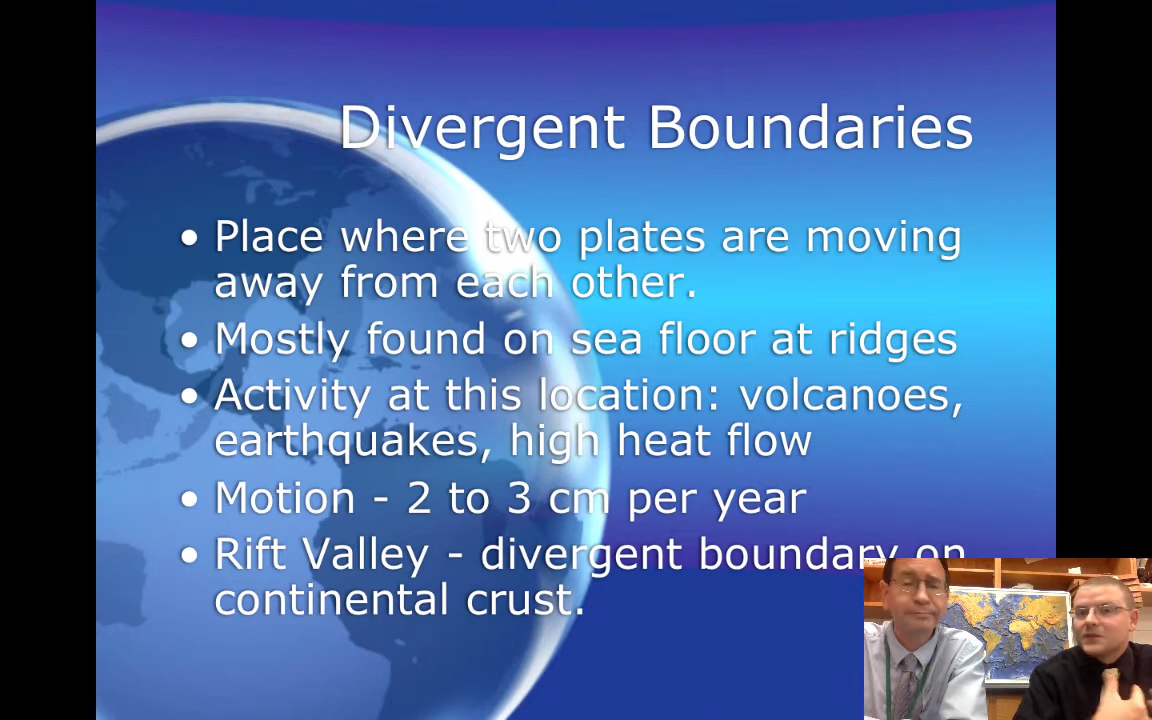 Divergent Boundaries
• Place where two plates are moving
away from each other.
• Mostly found on sea floor at ridges
• Activity at this location: volcanoes,
earthquakes, high heat flow
• Motion - 2 to 3 cm per year
• Rift Valley - divergent boundary on
continental crust.